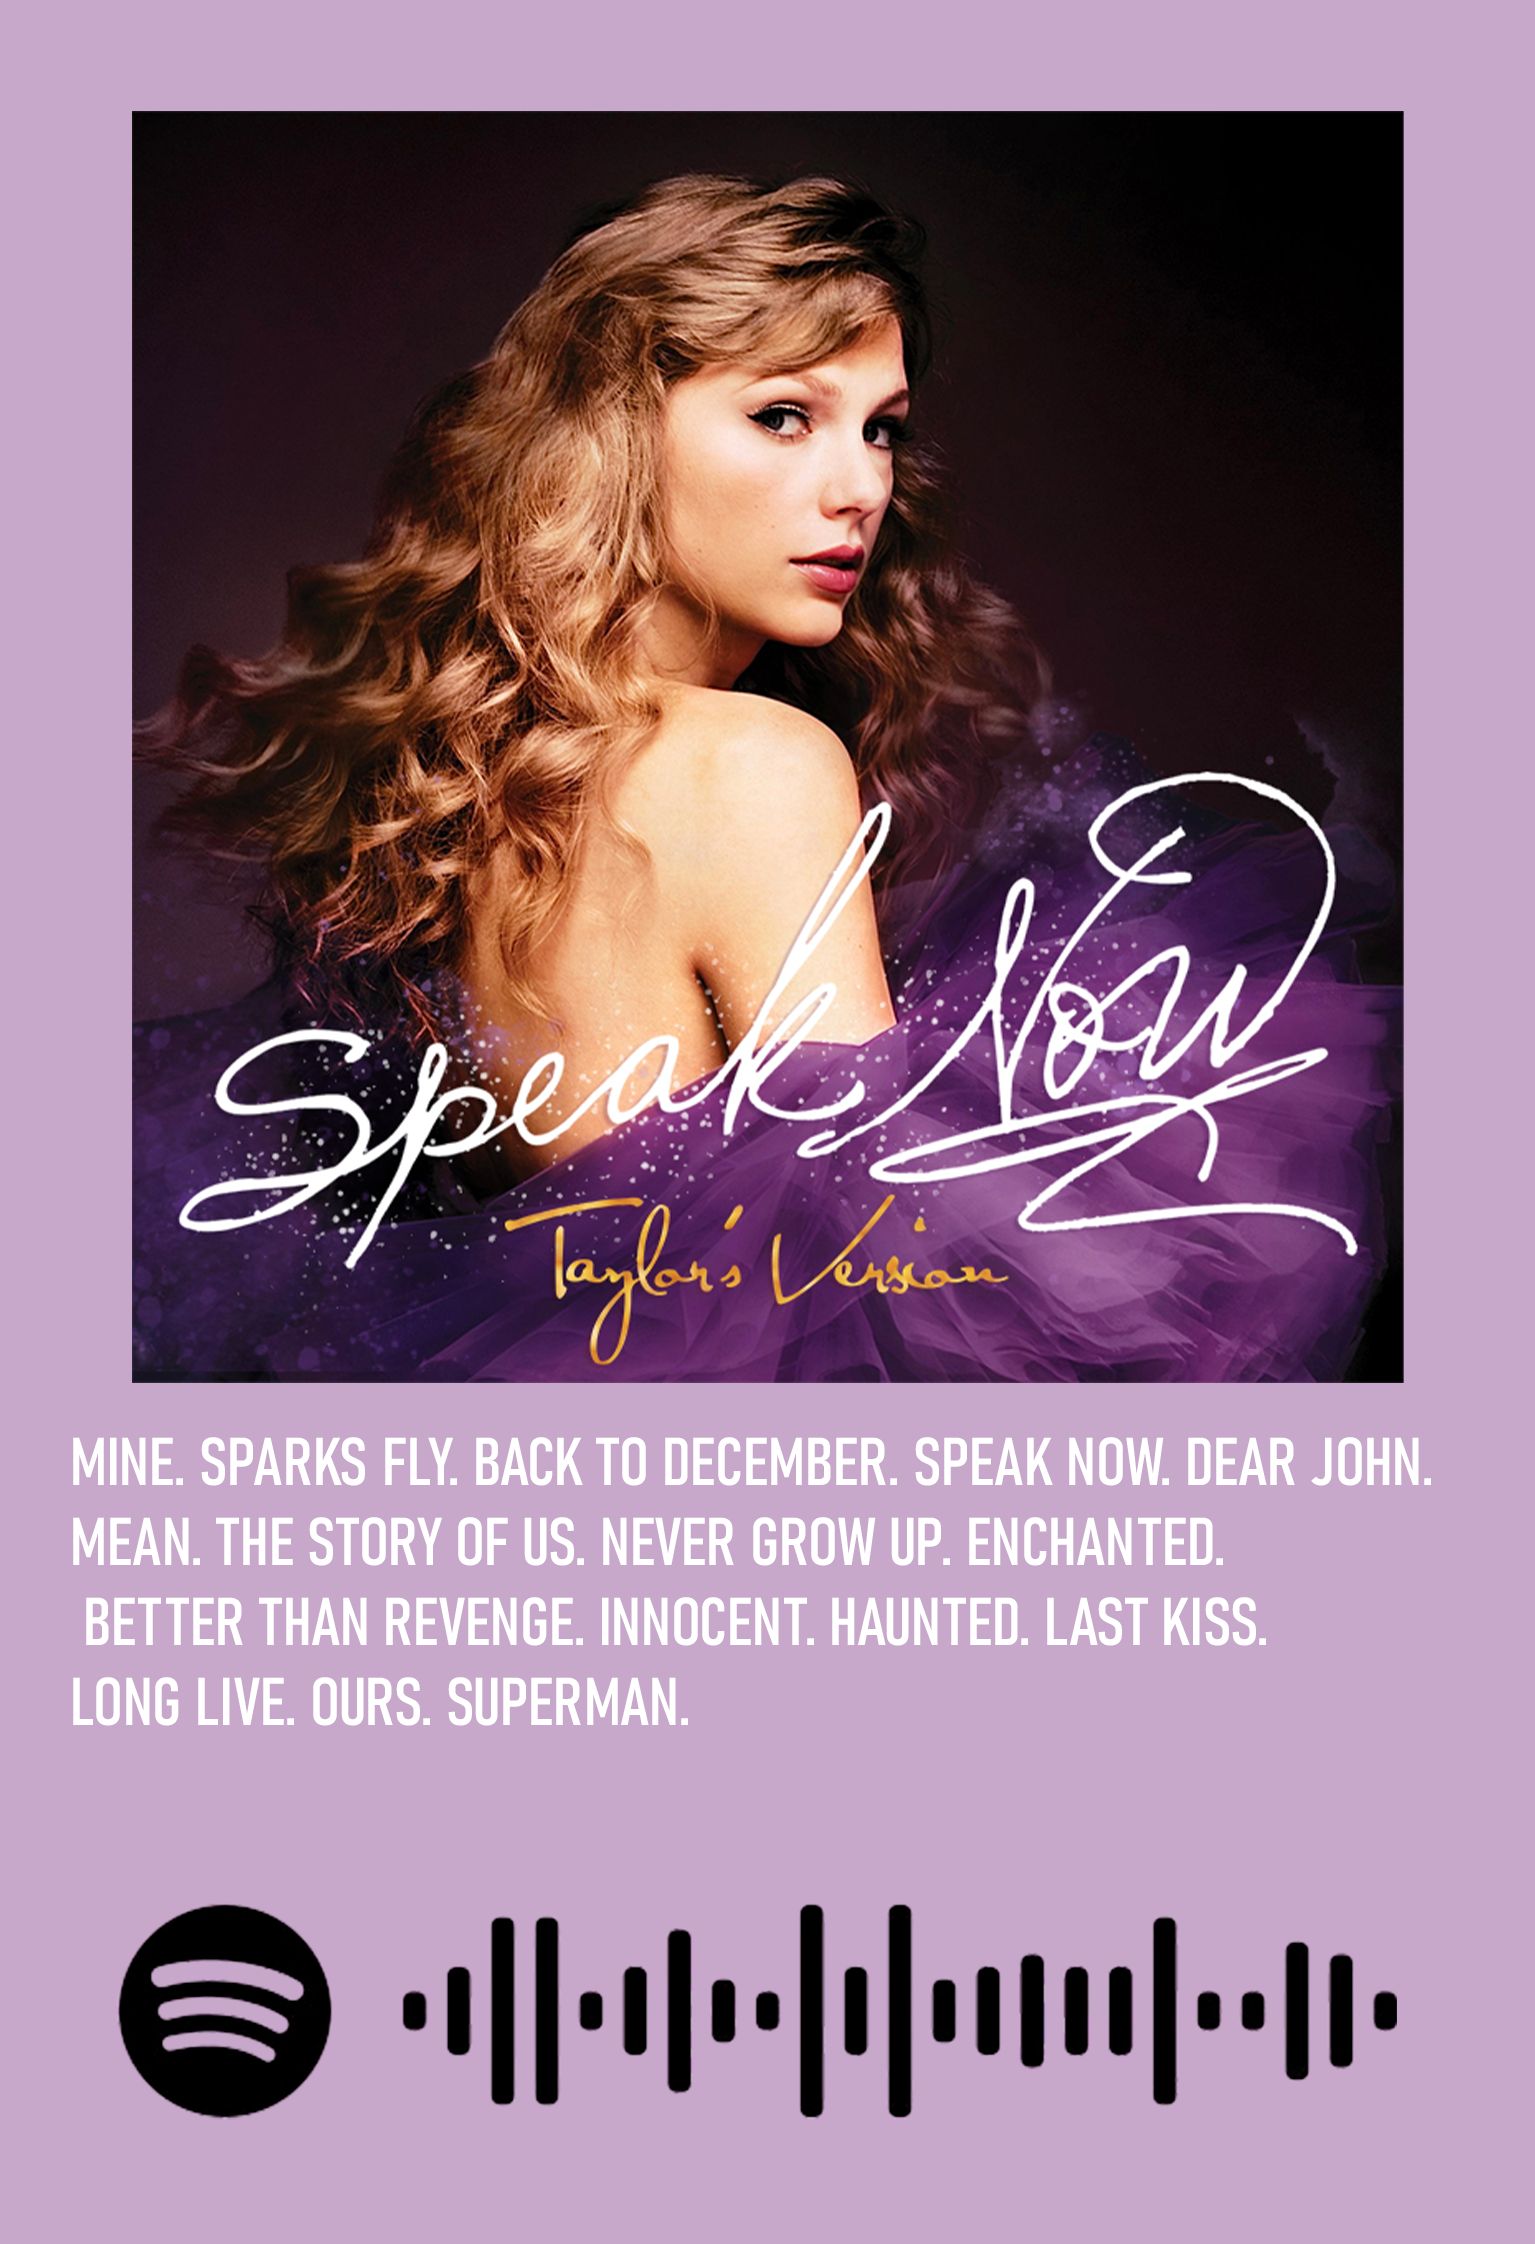 Speak Now
Taylor's Version
MINE. SPARKS FLY. BACK TO DECEMBER. SPEAK NOW. DEAR JOHN.
MEAN. THE STORY OF US. NEVER GROW UP. ENCHANTED.
BETTER THAN REVENGE. INNOCENT. HAUNTED. LAST KISS.
LONG LIVE. OURS. SUPERMAN.